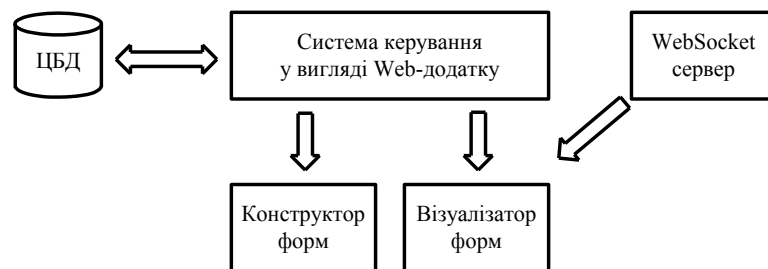 ЦБД
Система керування
у вигляді Web-додатку
WebSocket
сервер
Конструктор
форм
Візуалізатор
форм